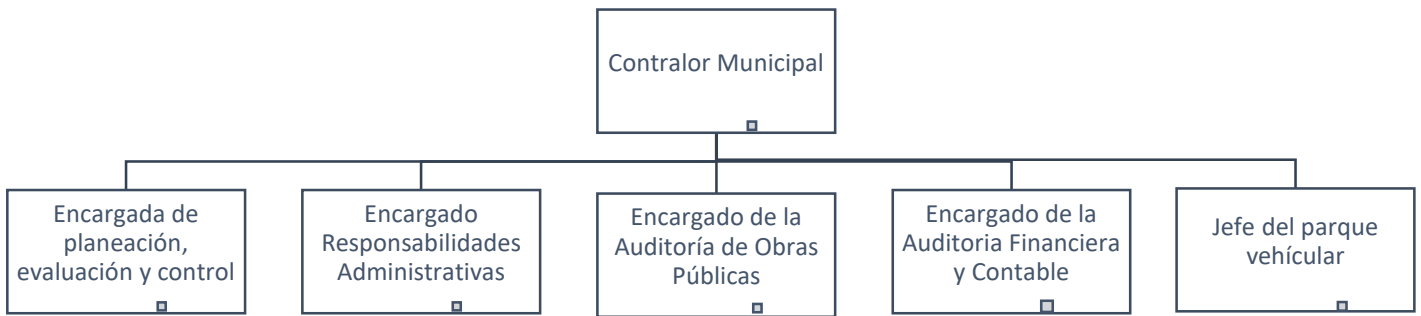 Contralor Municipal
Encargada de
planeación,
evaluación y control
Encargado
Responsabilidades
Administrativas
Encargado de la
Auditoría de Obras
Públicas
Encargado de la
Auditoria Financiera
y Contable
Jefe del parque
vehícular